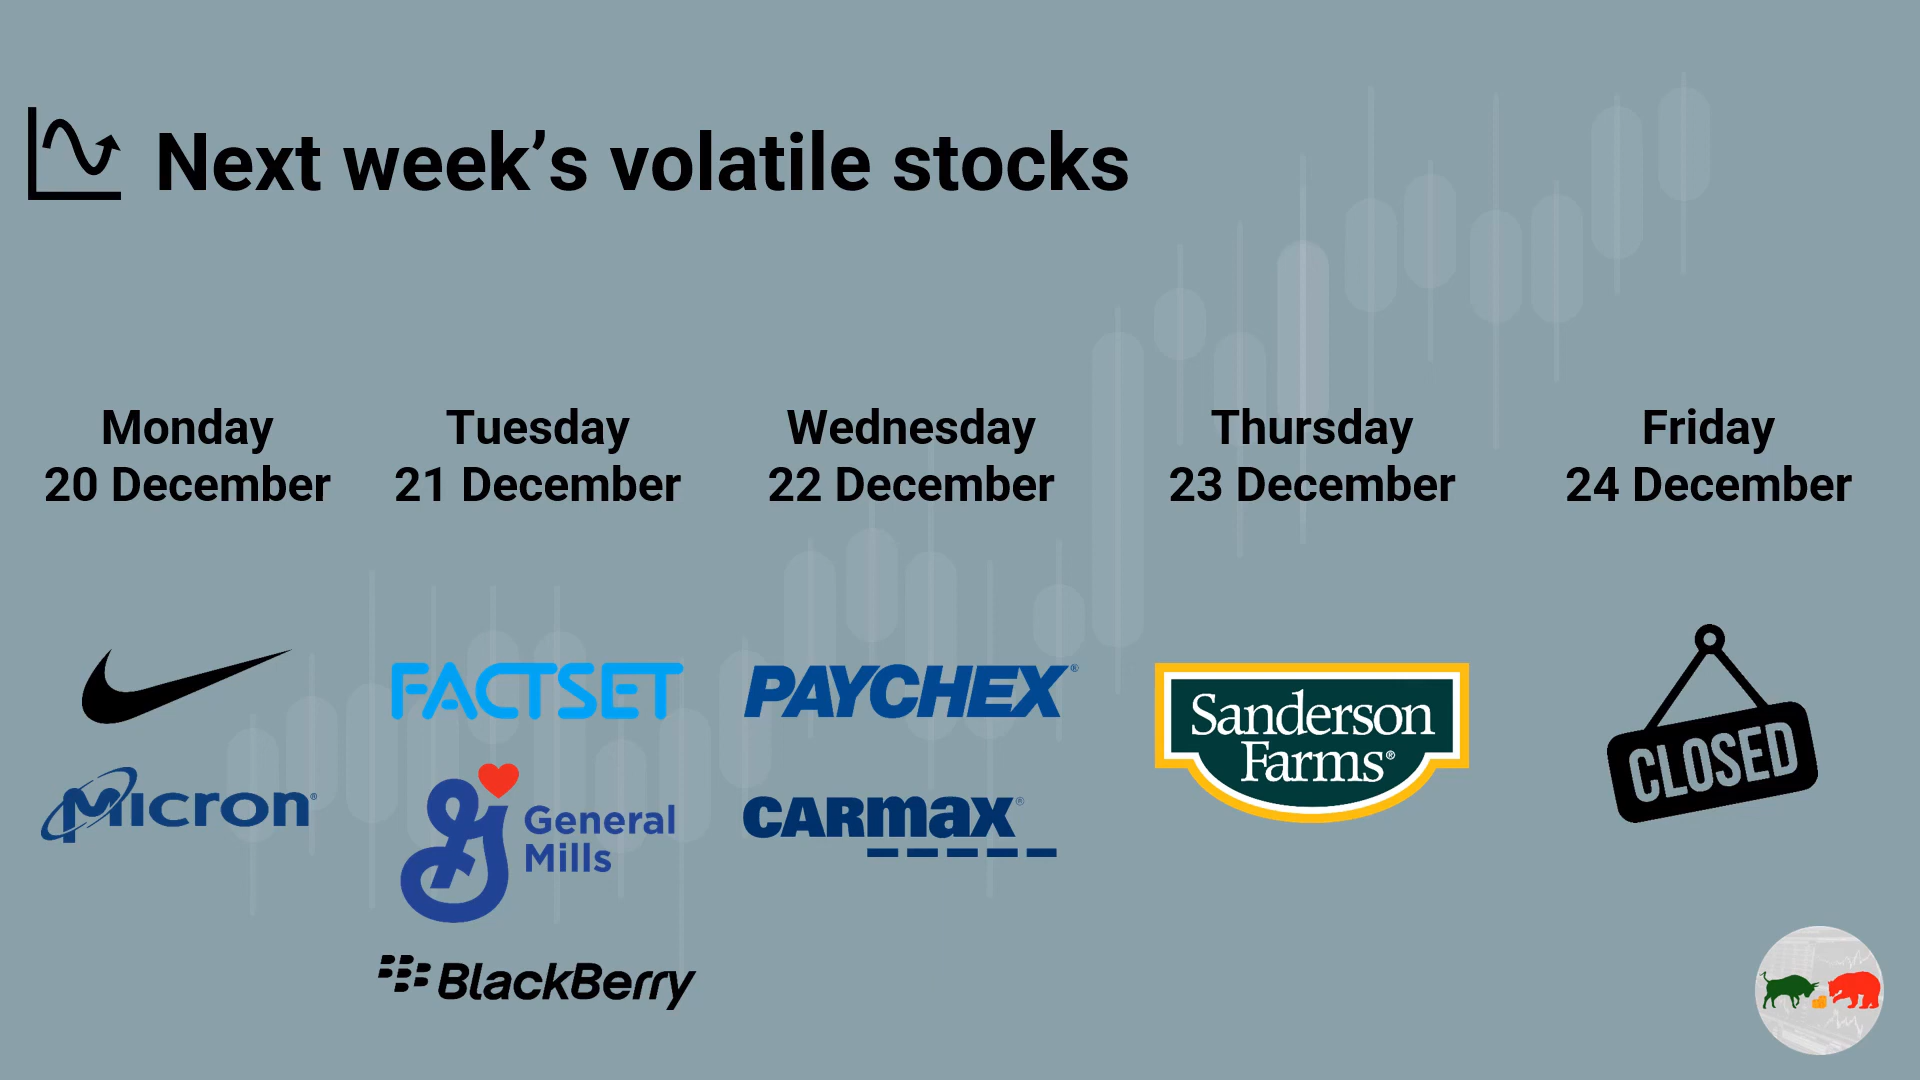 Next week’s volatile stocks
Monday
20 December
Tuesday
21 December
Wednesday
22 December
Thursday
23 December
Friday
24 December
MICRON®
FACTSET
General
Mills
BlackBerry
PAYCHEX®
CARMAX®
Sanderson
Farms®
CLOSED